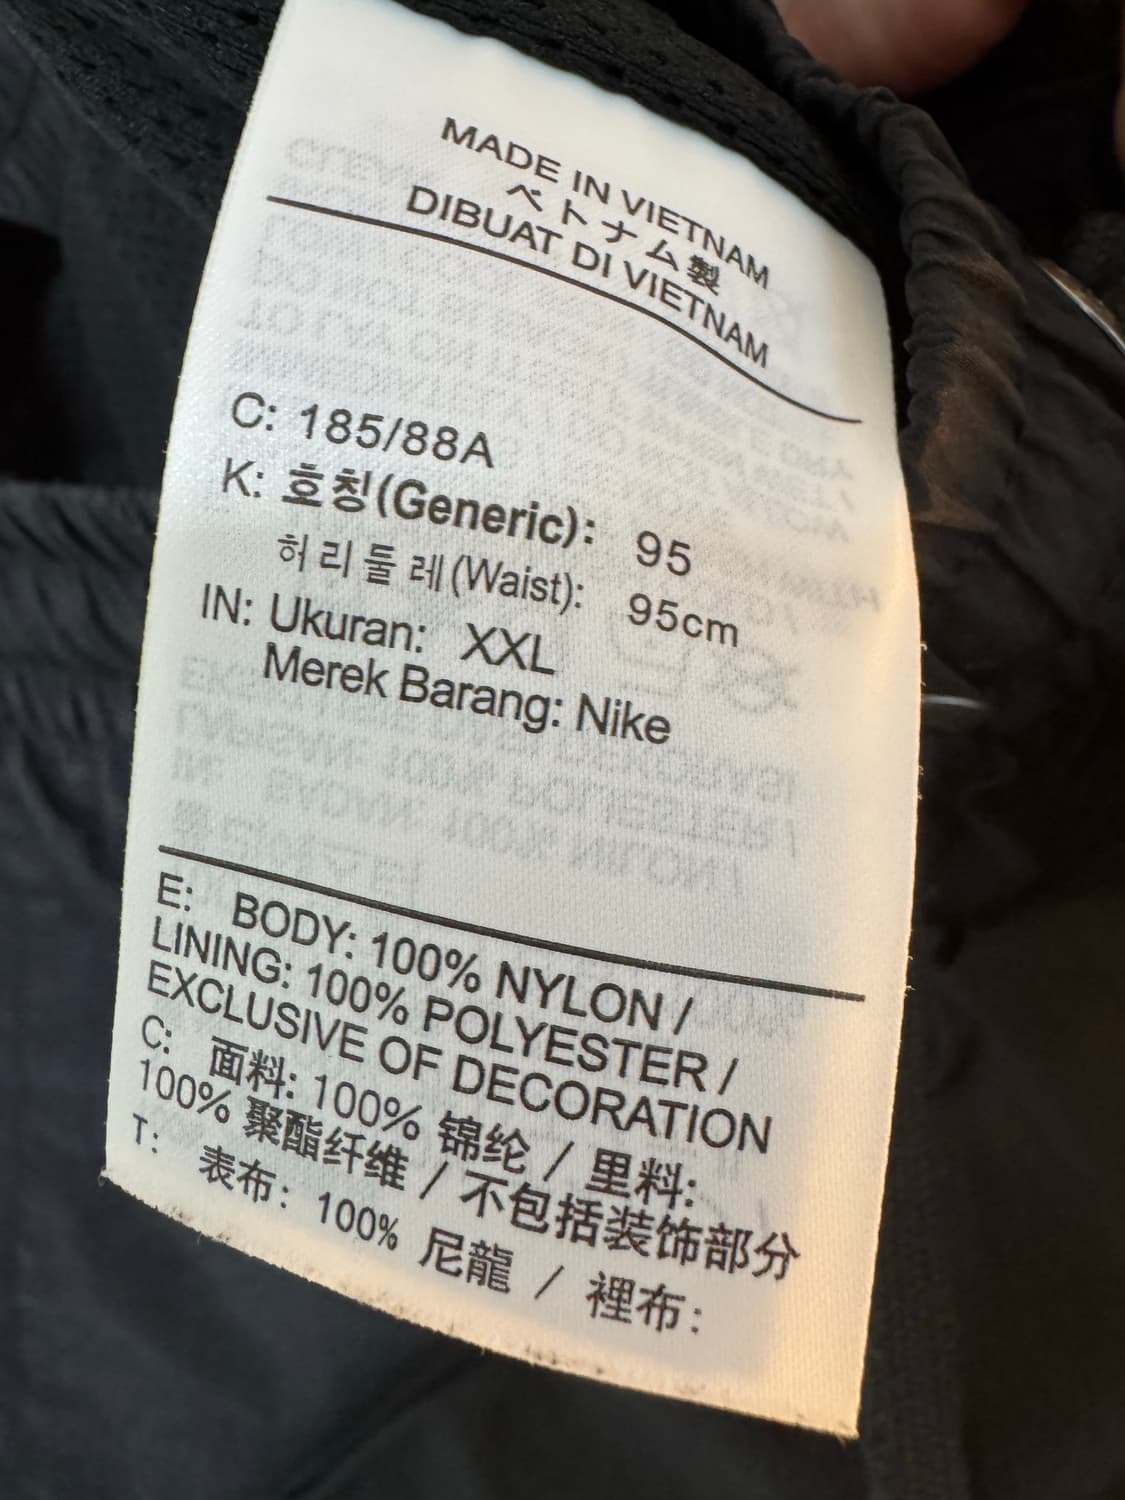 MADE IN VIETNAM
ベトナム製
DIBUAT DI VIETNAM
C: 185/88A
K: 호칭(Generic): 95
허리둘레(Waist): 95cm
IN: Ukuran: XXL
Merek Barang: Nike
E: BODY: 100% NYLON /
LINING: 100% POLYESTER /
EXCLUSIVE OF DECORATION
C: 面料: 100% 锦纶 / 里料:
100% 聚酯纤维 / 不包括装饰部分
T: 表布: 100% 尼龍 / 裡布: